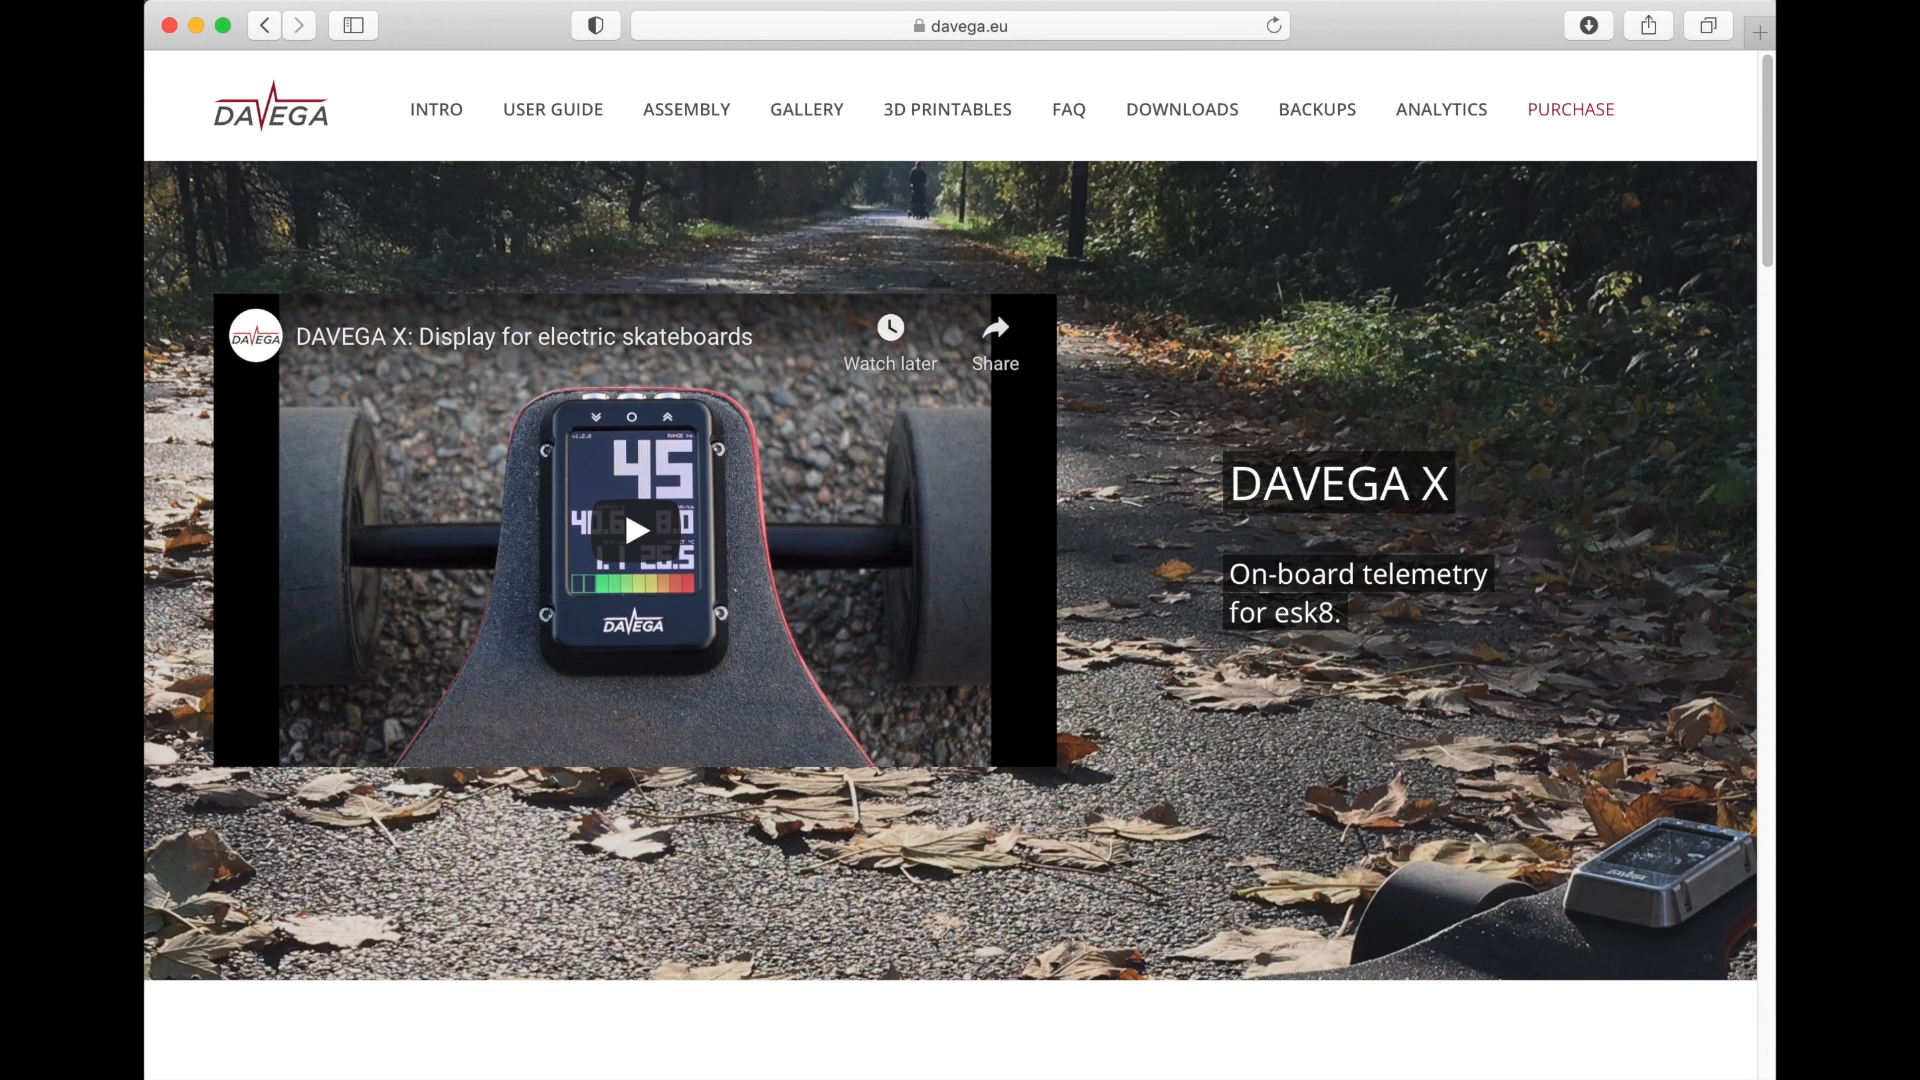 davega.eu
DAVEGA
INTRO
USER GUIDE
ASSEMBLY
GALLERY
3D PRINTABLES
FAQ
DOWNLOADS
BACKUPS
ANALYTICS
PURCHASE
DAVEGA
DAVEGA X: Display for electric skateboards
Watch later
Share
45
DAVEGA
DAVEGA X
On-board telemetry
for esk8.